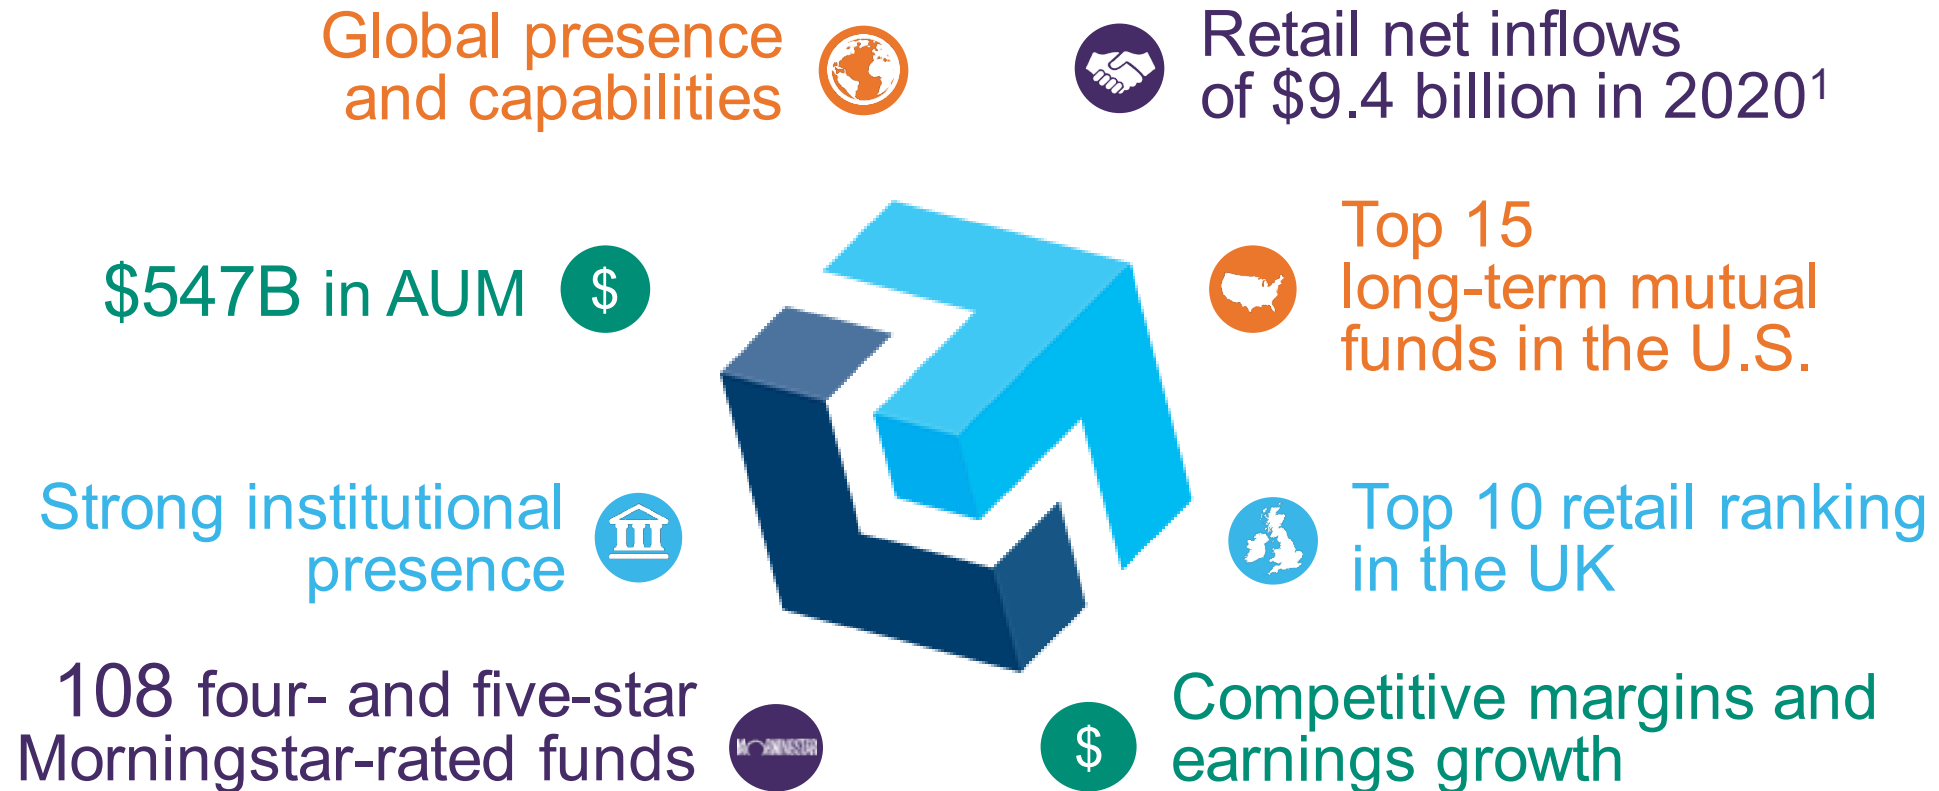 Global presence
and capabilities
Retail net inflows
of $9.4 billion in 2020¹
$547B in AUM
$
Top 15
long-term mutual
funds in the U.S.
Strong institutional
presence
Top 10 retail ranking
in the UK
108 four- and five-star
Morningstar-rated funds
MORNINGSTAR
$
Competitive margins and
earnings growth